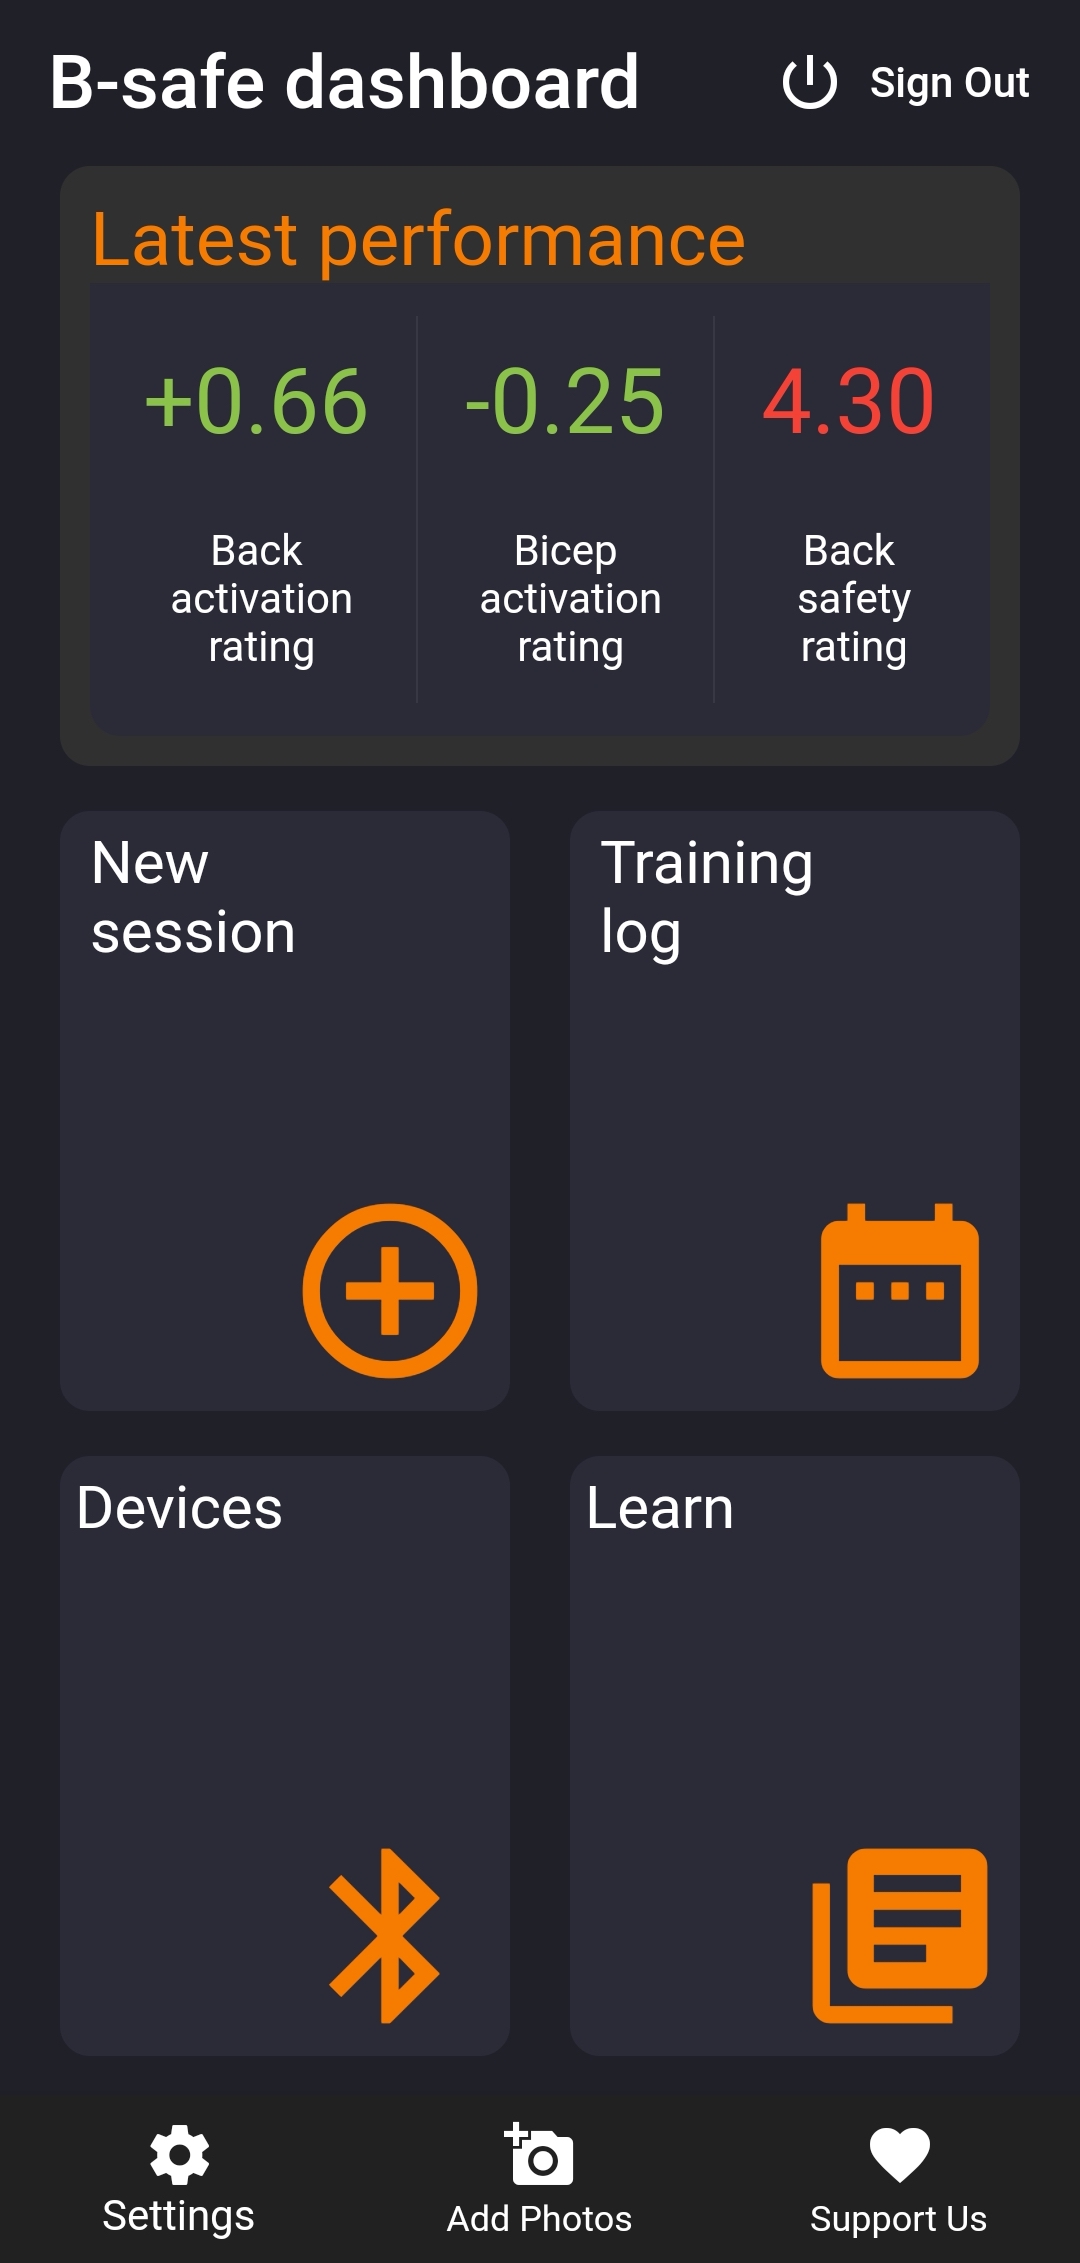 B-safe dashboard
Sign Out
Latest performance
+0.66
-0.25
4.30
Back
activation
rating
Bicep
activation
rating
Back
safety
rating
New
session
Training
log
Devices
Learn
Settings
Add Photos
Support Us